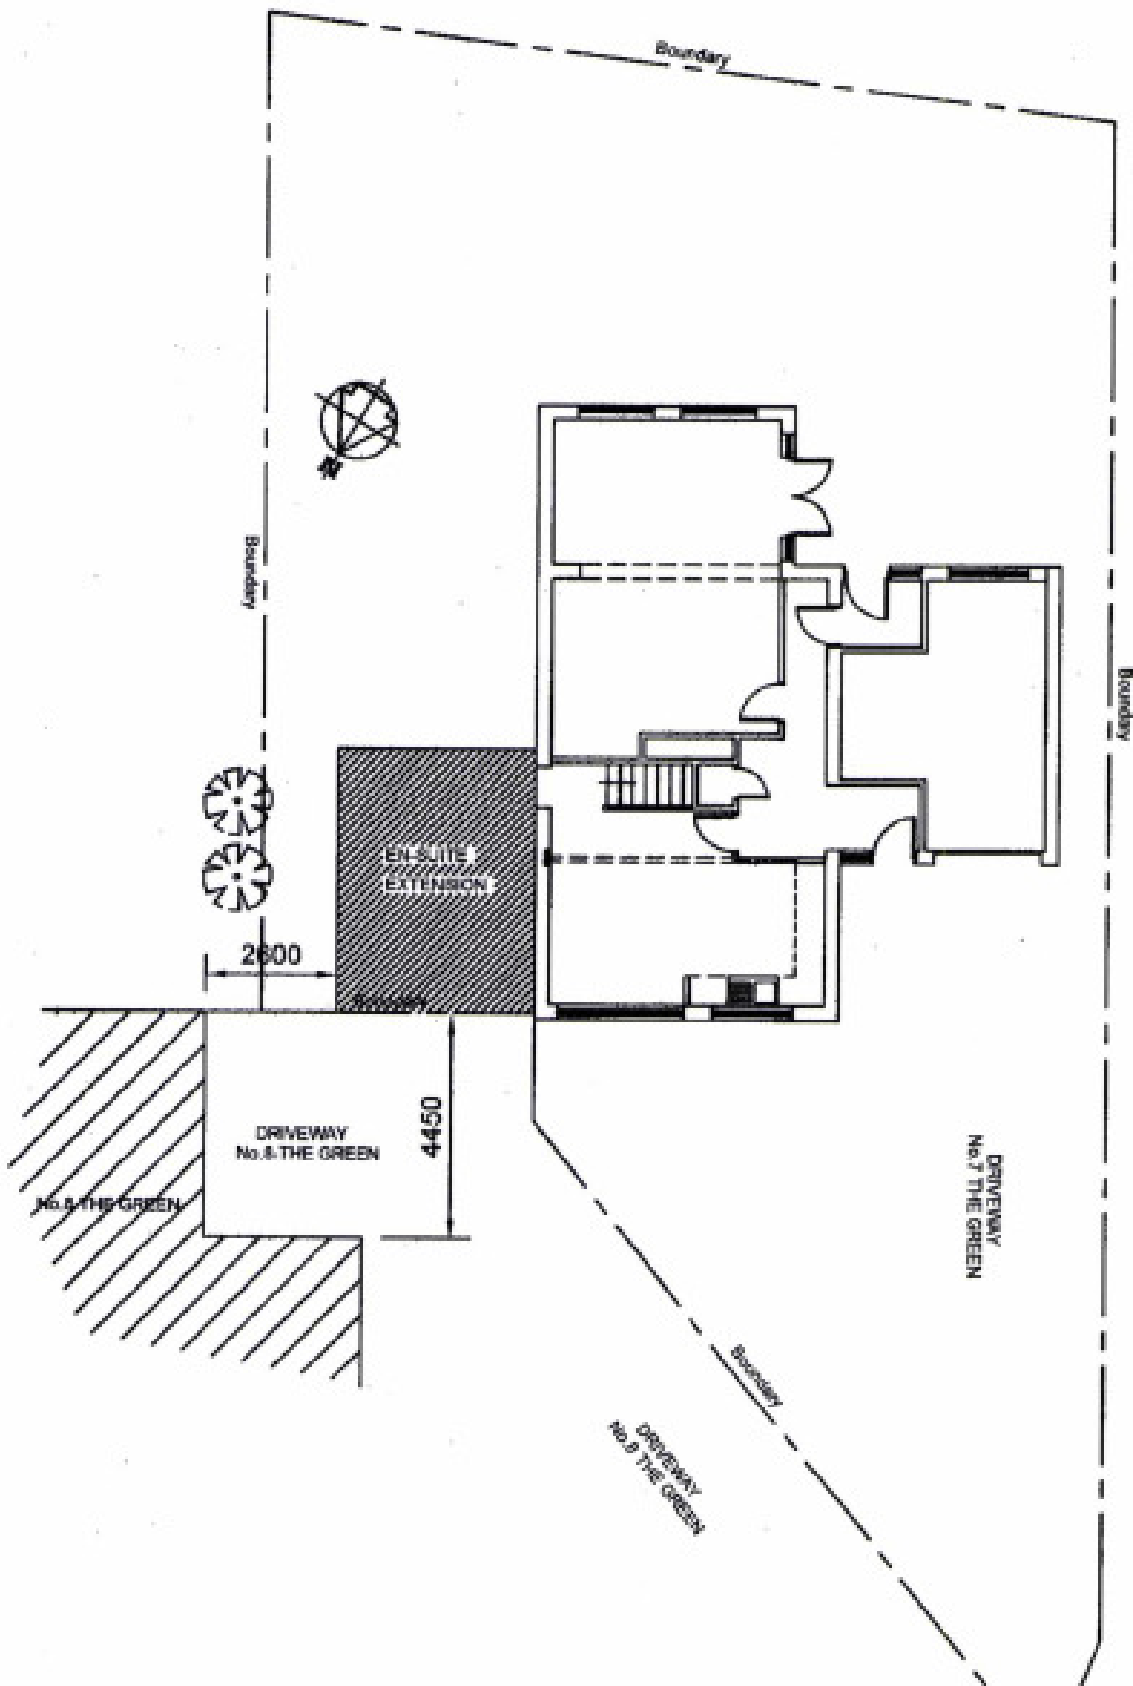 Boundary
N
Boundary
Boundary
EN-SUITE
EXTENSION
2600
Boundary
4450
DRIVEWAY
No.8 THE GREEN
No.8 THE GREEN
DRIVEWAY
No.7 THE GREEN
Boundary
DRIVEWAY
No.8 THE GREEN